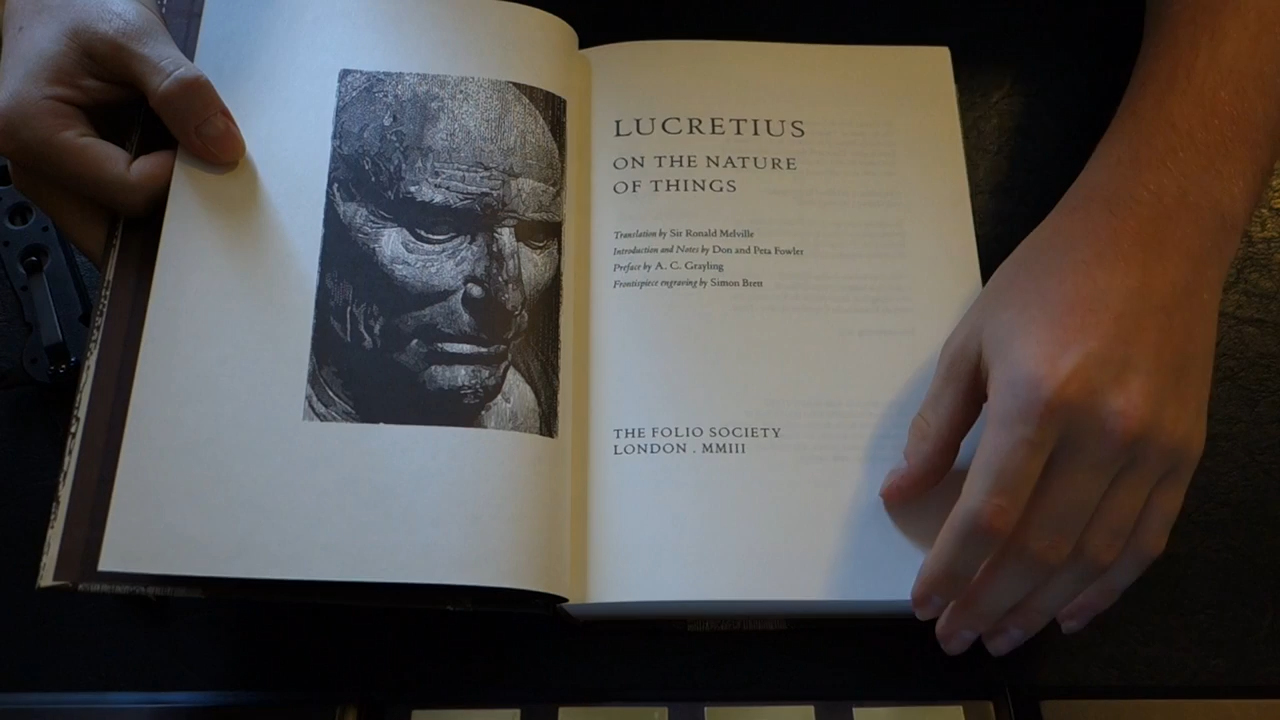 LUCRETIUS
ON THE NATURE
OF THINGS
Translation by Sir Ronald Melville
Introduction and Notes by Don and Peta Fowler
Preface by A. C. Grayling
Frontispiece engraving by Simon Brett
THE FOLIO SOCIETY
LONDON . MMIII